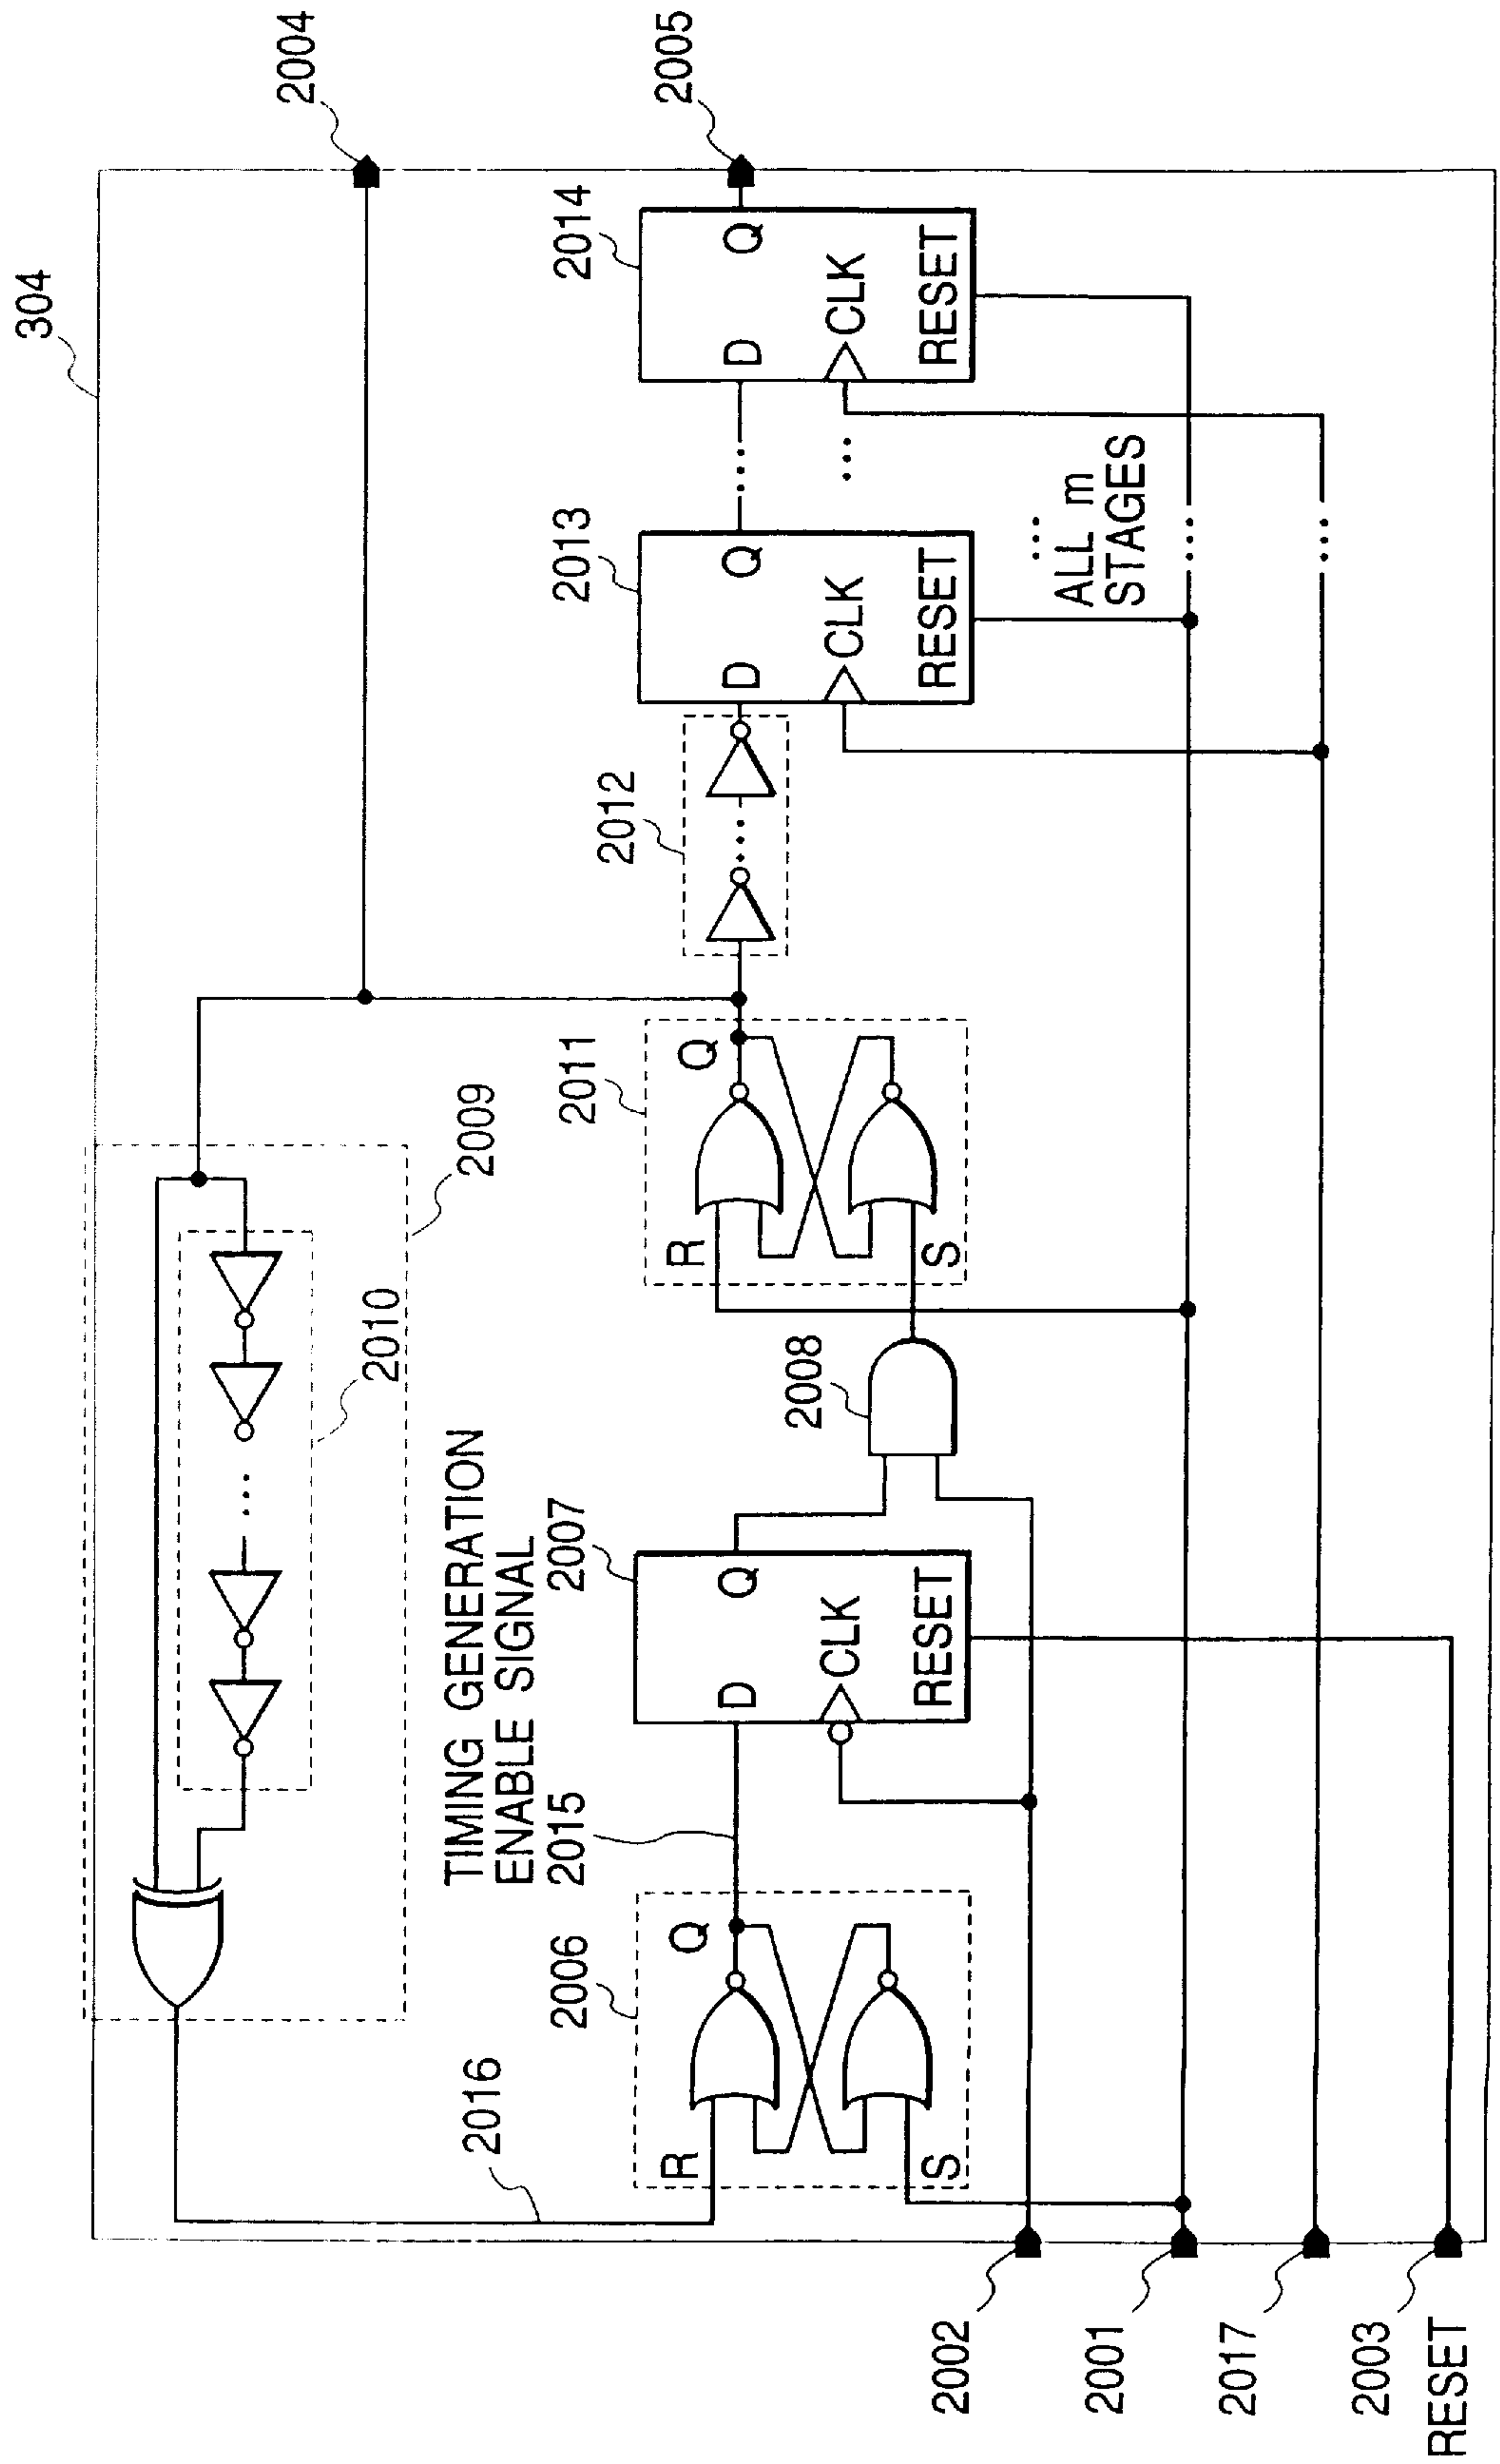 304
2004
2005
2009
2010
2016
TIMING GENERATION
ENABLE SIGNAL
2015
2006
R
S
Q
2007
D
Q
CLK
RESET
2008
2011
R
S
Q
2012
2013
D
Q
CLK
RESET
...
ALL m
STAGES
2014
D
Q
CLK
RESET
2002
2001
2017
2003
RESET